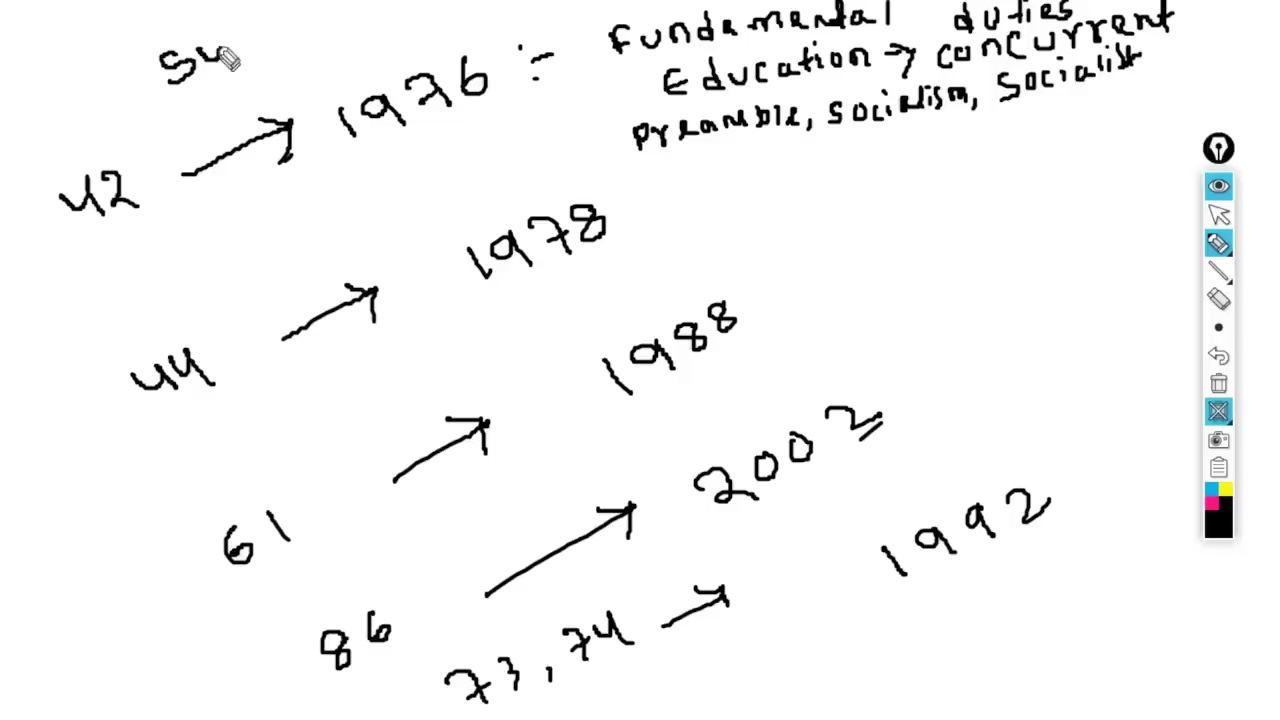 Su
42 → 1976 :- Fundamental duties
Education → concurrent
Preamble, socialism, Socialist
44 → 1978
61 → 1988
86 → 2002
73, 74 → 1992